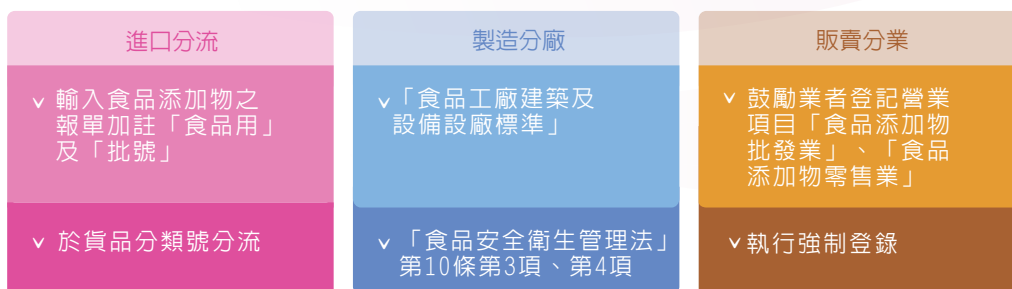 進口分流
輸入食品添加物之
報單加註「食品用」
及「批號」
於貨品分類號分流
製造分廠
「食品工廠建築及
設備設廠標準」
「食品安全衛生管理法」
第10條第3項、第4項
販賣分業
鼓勵業者登記營業
項目「食品添加物
批發業」、「食品
添加物零售業」
執行強制登錄